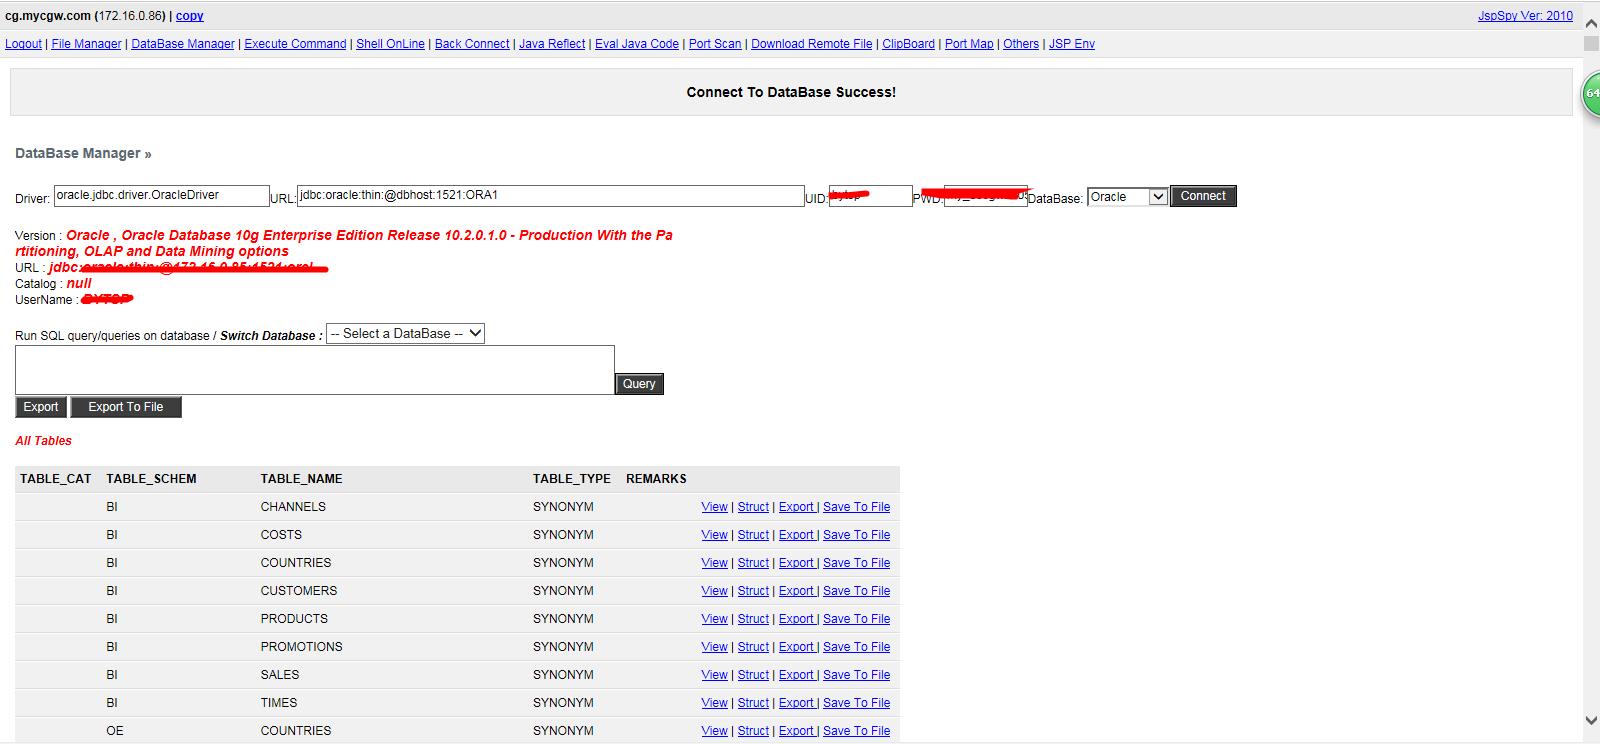 cg.mycgw.com (172.16.0.86) | copy JspSpy Ver: 2010
Logout | File Manager | DataBase Manager | Execute Command | Shell OnLine | Back Connect | Java Reflect | Eval Java Code | Port Scan | Download Remote File | ClipBoard | Port Map | Others | JSP Env
Connect To DataBase Success!
64
DataBase Manager »
Driver: oracle.jdbc.driver.OracleDriver URL: jdbc:oracle:thin:@dbhost:1521:ORA1 UID: PWD: DataBase: Oracle Connect
Version : Oracle , Oracle Database 10g Enterprise Edition Release 10.2.0.1.0 - Production With the Pa
rtitioning, OLAP and Data Mining options
URL : jdbc:
Catalog : null
UserName :
Run SQL query/queries on database / Switch Database : -- Select a DataBase --
Query
Export Export To File
All Tables
TABLE_CAT TABLE_SCHEM TABLE_NAME TABLE_TYPE REMARKS
BI CHANNELS SYNONYM View | Struct | Export | Save To File
BI COSTS SYNONYM View | Struct | Export | Save To File
BI COUNTRIES SYNONYM View | Struct | Export | Save To File
BI CUSTOMERS SYNONYM View | Struct | Export | Save To File
BI PRODUCTS SYNONYM View | Struct | Export | Save To File
BI PROMOTIONS SYNONYM View | Struct | Export | Save To File
BI SALES SYNONYM View | Struct | Export | Save To File
BI TIMES SYNONYM View | Struct | Export | Save To File
OE COUNTRIES SYNONYM View | Struct | Export | Save To File